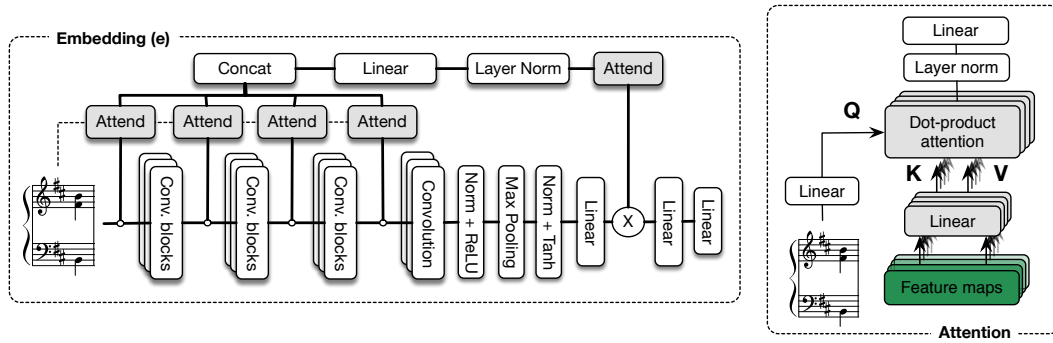 Embedding (e)
Concat
Linear
Layer Norm
Attend
Attend
Attend
Attend
Attend
Conv. blocks
Conv. blocks
Conv. blocks
Convolution
Norm + ReLU
Max Pooling
Norm + Tanh
Linear
X
Linear
Linear
Linear
Layer norm
Q
Dot-product
attention
K
V
Linear
Linear
Feature maps
Attention